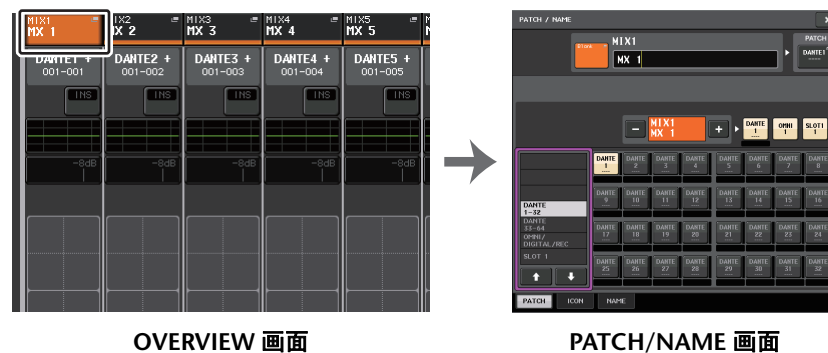 MIX1
MX 1
IX2
X 2
MIX3
MX 3
MIX4
MX 4
MIX5
MX 5
DANTE1 +
001-001
DANTE2 +
001-002
DANTE3 +
001-003
DANTE4 +
001-004
DANTE5 +
001-005
INS
INS
INS
INS
INS
-8dB
-8dB
-8dB
-8dB
-8dB
OVERVIEW 画面
PATCH / NAME
Blank
MIX1
MX 1
PATCH
DANTE1
MIX1
MX 1
DANTE
1
OMNI
1
SLOT1
1
DANTE
1-32
DANTE
33-64
OMNI/
DIGITAL/REC
SLOT 1
DANTE
1
DANTE
2
DANTE
3
DANTE
4
DANTE
5
DANTE
6
DANTE
7
DANTE
8
DANTE
9
DANTE
10
DANTE
11
DANTE
12
DANTE
13
DANTE
14
DANTE
15
DANTE
16
DANTE
17
DANTE
18
DANTE
19
DANTE
20
DANTE
21
DANTE
22
DANTE
23
DANTE
24
DANTE
25
DANTE
26
DANTE
27
DANTE
28
DANTE
29
DANTE
30
DANTE
31
DANTE
32
PATCH
ICON
NAME
PATCH/NAME 画面